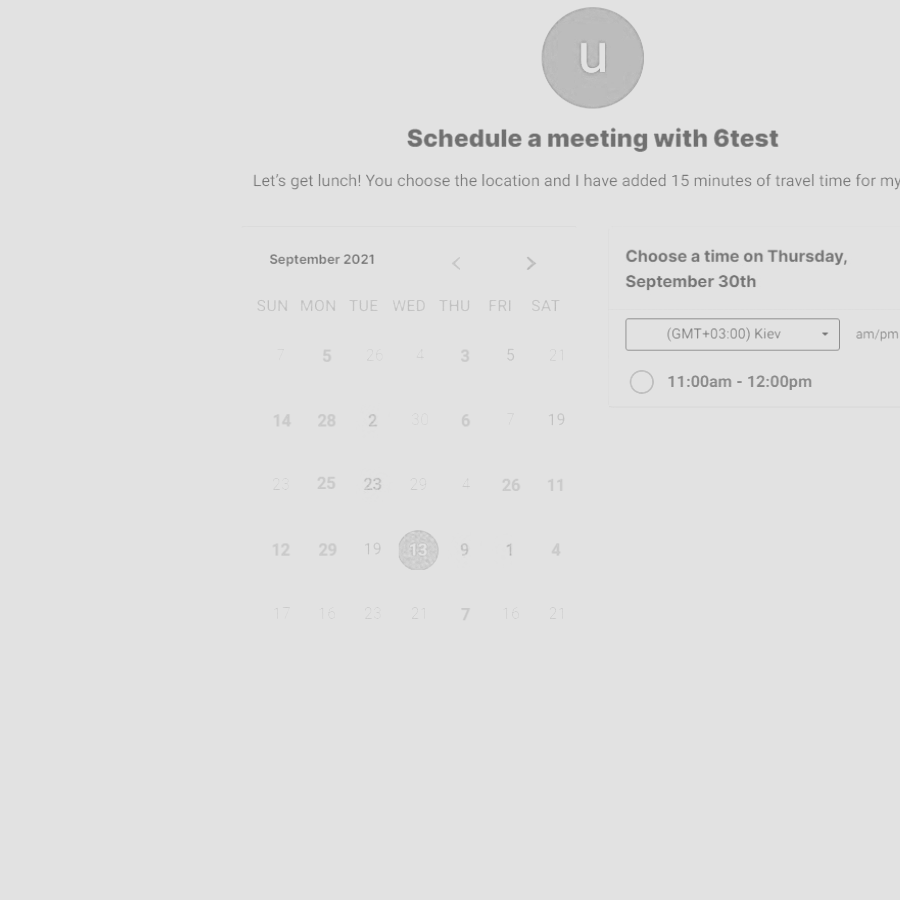 u
Schedule a meeting with 6test
Let's get lunch! You choose the location and I have added 15 minutes of travel time for my
September 2021
Choose a time on Thursday,
September 30th
SUN MON TUE WED THU FRI SAT
(GMT+03:00) Kiev
am/pm
7 5 26 4 3 5 21
11:00am - 12:00pm
14 28 2 30 6 7 19
23 25 23 29 4 26 11
12 29 19 13 9 1 4
17 16 23 21 7 16 21